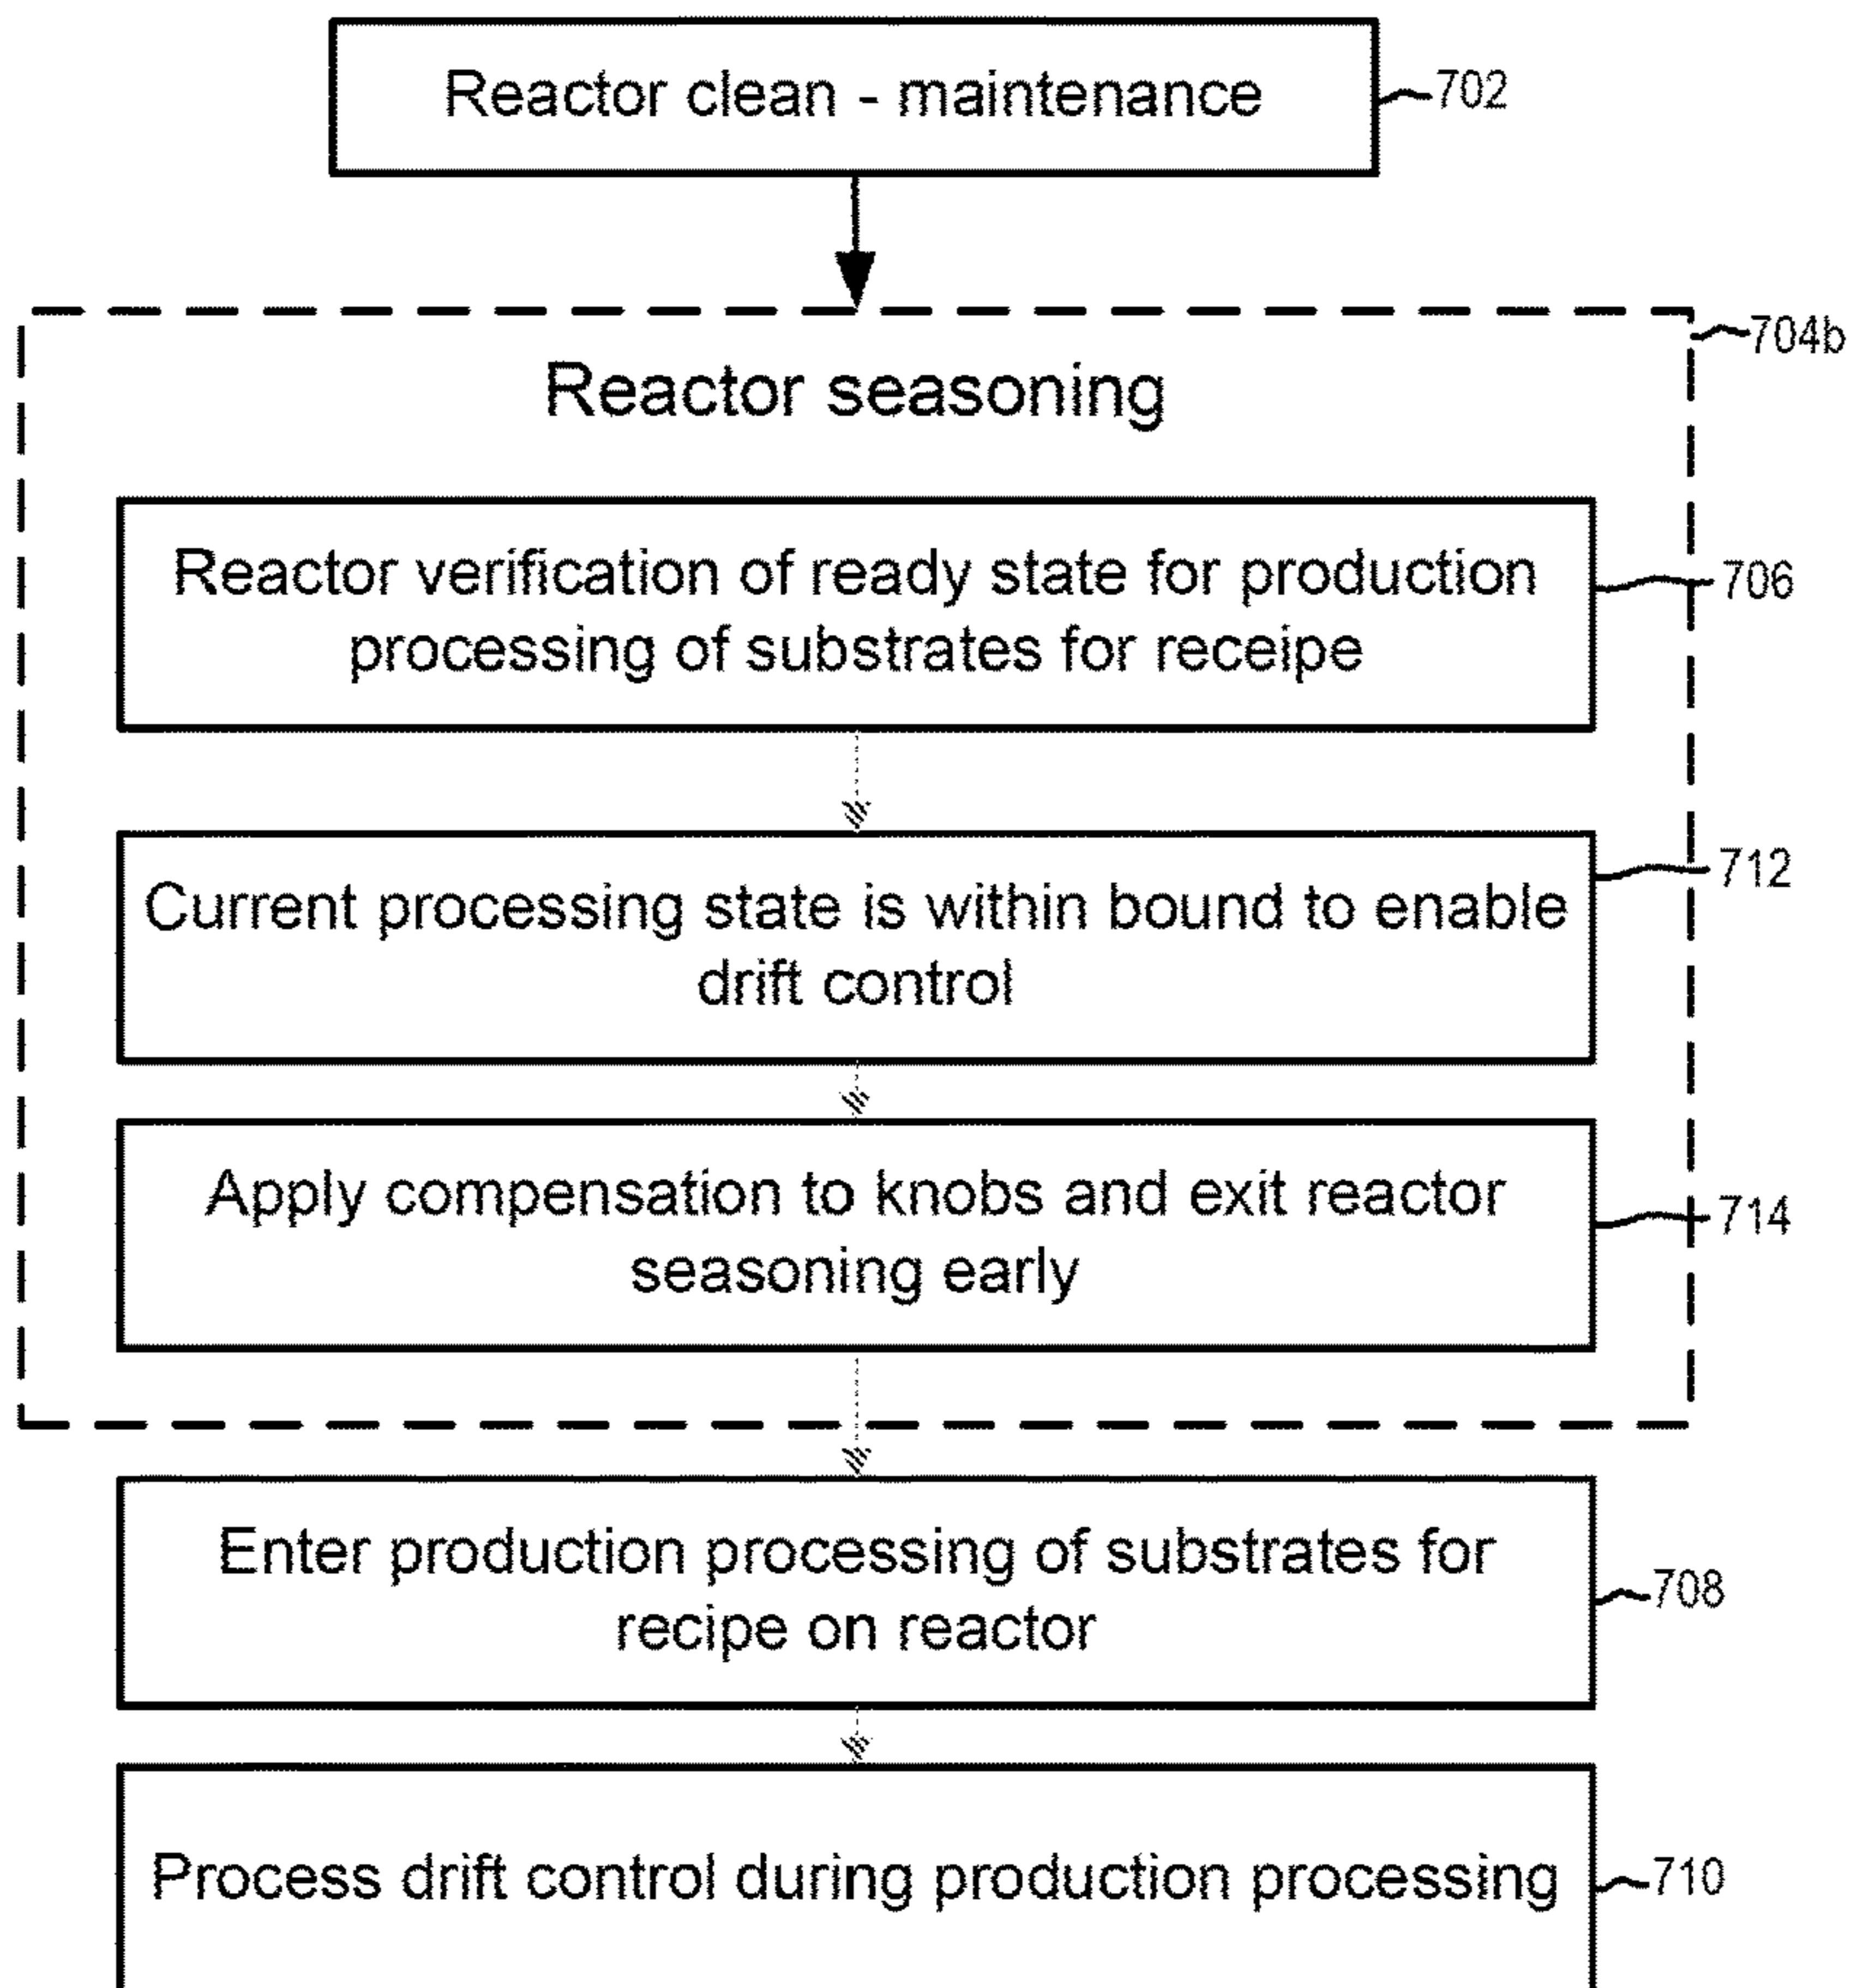 Reactor clean - maintenance
702
704b
Reactor seasoning
Reactor verification of ready state for production
processing of substrates for receipe
706
Current processing state is within bound to enable
drift control
712
Apply compensation to knobs and exit reactor
seasoning early
714
Enter production processing of substrates for
recipe on reactor
708
Process drift control during production processing
710